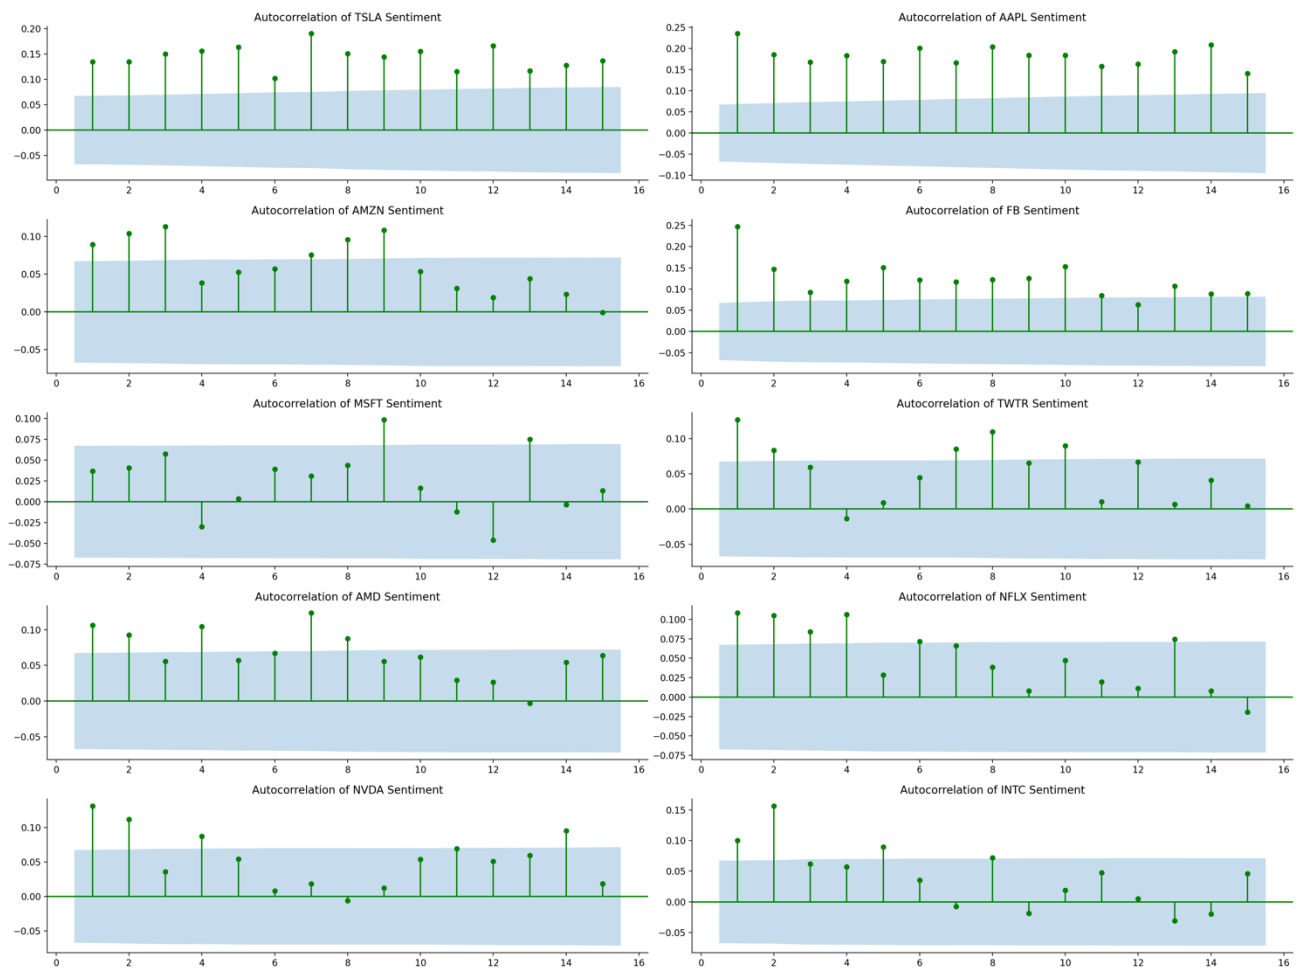 Autocorrelation of TSLA Sentiment
0.20
0.15
0.10
0.05
0.00
−0.05
0 2 4 6 8 10 12 14 16
Autocorrelation of AAPL Sentiment
0.25
0.20
0.15
0.10
0.05
0.00
−0.05
−0.10
0 2 4 6 8 10 12 14 16
Autocorrelation of AMZN Sentiment
0.10
0.05
0.00
−0.05
0 2 4 6 8 10 12 14 16
Autocorrelation of FB Sentiment
0.25
0.20
0.15
0.10
0.05
0.00
−0.05
0 2 4 6 8 10 12 14 16
Autocorrelation of MSFT Sentiment
0.100
0.075
0.050
0.025
0.000
−0.025
−0.050
−0.075
0 2 4 6 8 10 12 14 16
Autocorrelation of TWTR Sentiment
0.10
0.05
0.00
−0.05
0 2 4 6 8 10 12 14 16
Autocorrelation of AMD Sentiment
0.10
0.05
0.00
−0.05
0 2 4 6 8 10 12 14 16
Autocorrelation of NFLX Sentiment
0.100
0.075
0.050
0.025
0.000
−0.025
−0.050
−0.075
0 2 4 6 8 10 12 14 16
Autocorrelation of NVDA Sentiment
0.10
0.05
0.00
−0.05
0 2 4 6 8 10 12 14 16
Autocorrelation of INTC Sentiment
0.15
0.10
0.05
0.00
−0.05
0 2 4 6 8 10 12 14 16